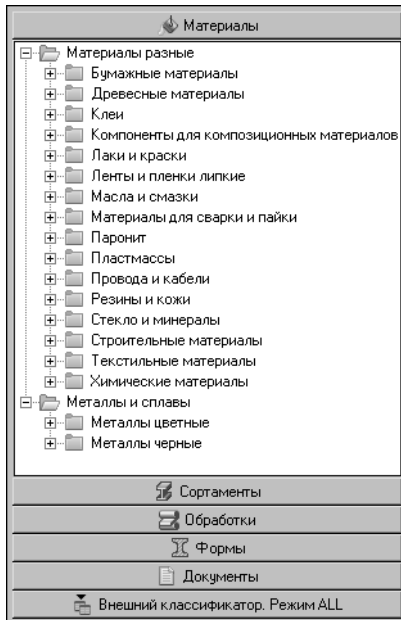 Материалы
Материалы разные
Бумажные материалы
Древесные материалы
Клеи
Компоненты для композиционных материалов
Лаки и краски
Ленты и пленки липкие
Масла и смазки
Материалы для сварки и пайки
Паронит
Пластмассы
Провода и кабели
Резины и кожи
Стекло и минералы
Строительные материалы
Текстильные материалы
Химические материалы
Металлы и сплавы
Металлы цветные
Металлы черные
Сортаменты
Обработки
Формы
Документы
Внешний классификатор. Режим ALL